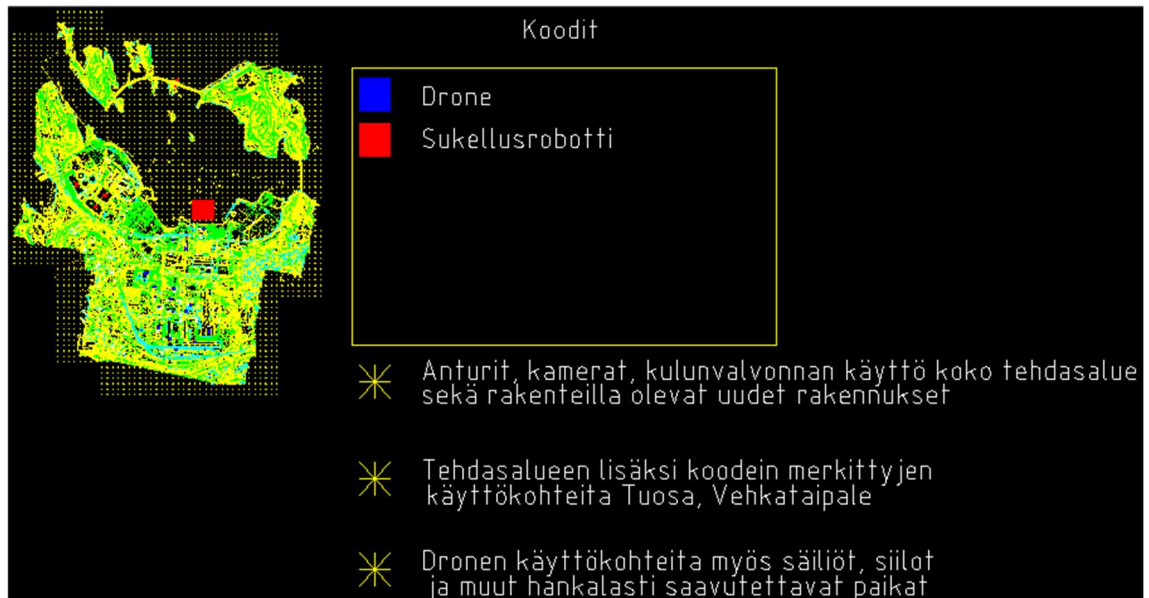 Koodit
Drone
Sukellusrobotti
Anturit, kamerat, kulunvalvonnan käyttö koko tehdasalue
sekä rakenteilla olevat uudet rakennukset
Tehdasalueen lisäksi koodein merkittyjen
käyttökohteita Tuosa, Vehkataipale
Dronen käyttökohteita myös säiliöt, siilot
ja muut hankalasti saavutettavat paikat